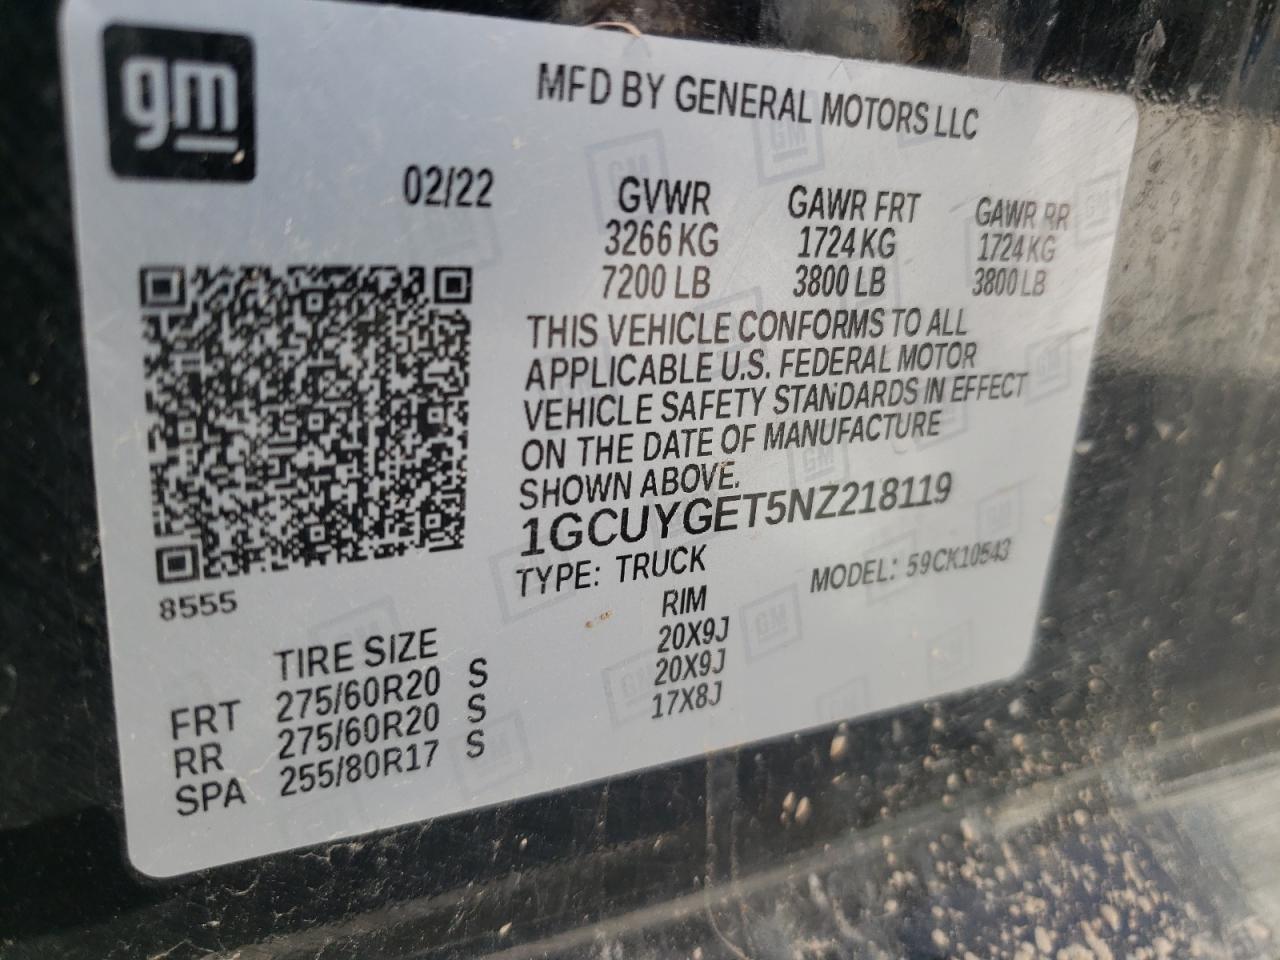 gm
MFD BY GENERAL MOTORS LLC
02/22
GVWR GAWR FRT GAWR RR
3266 KG 1724 KG 1724 KG
7200 LB 3800 LB 3800 LB
THIS VEHICLE CONFORMS TO ALL
APPLICABLE U.S. FEDERAL MOTOR
VEHICLE SAFETY STANDARDS IN EFFECT
ON THE DATE OF MANUFACTURE
SHOWN ABOVE.
1GCUYGET5NZ218119
TYPE: TRUCK MODEL: 59CK10543
8555
TIRE SIZE RIM
FRT 275/60R20 S 20X9J
RR 275/60R20 S 20X9J
SPA 255/80R17 S 17X8J